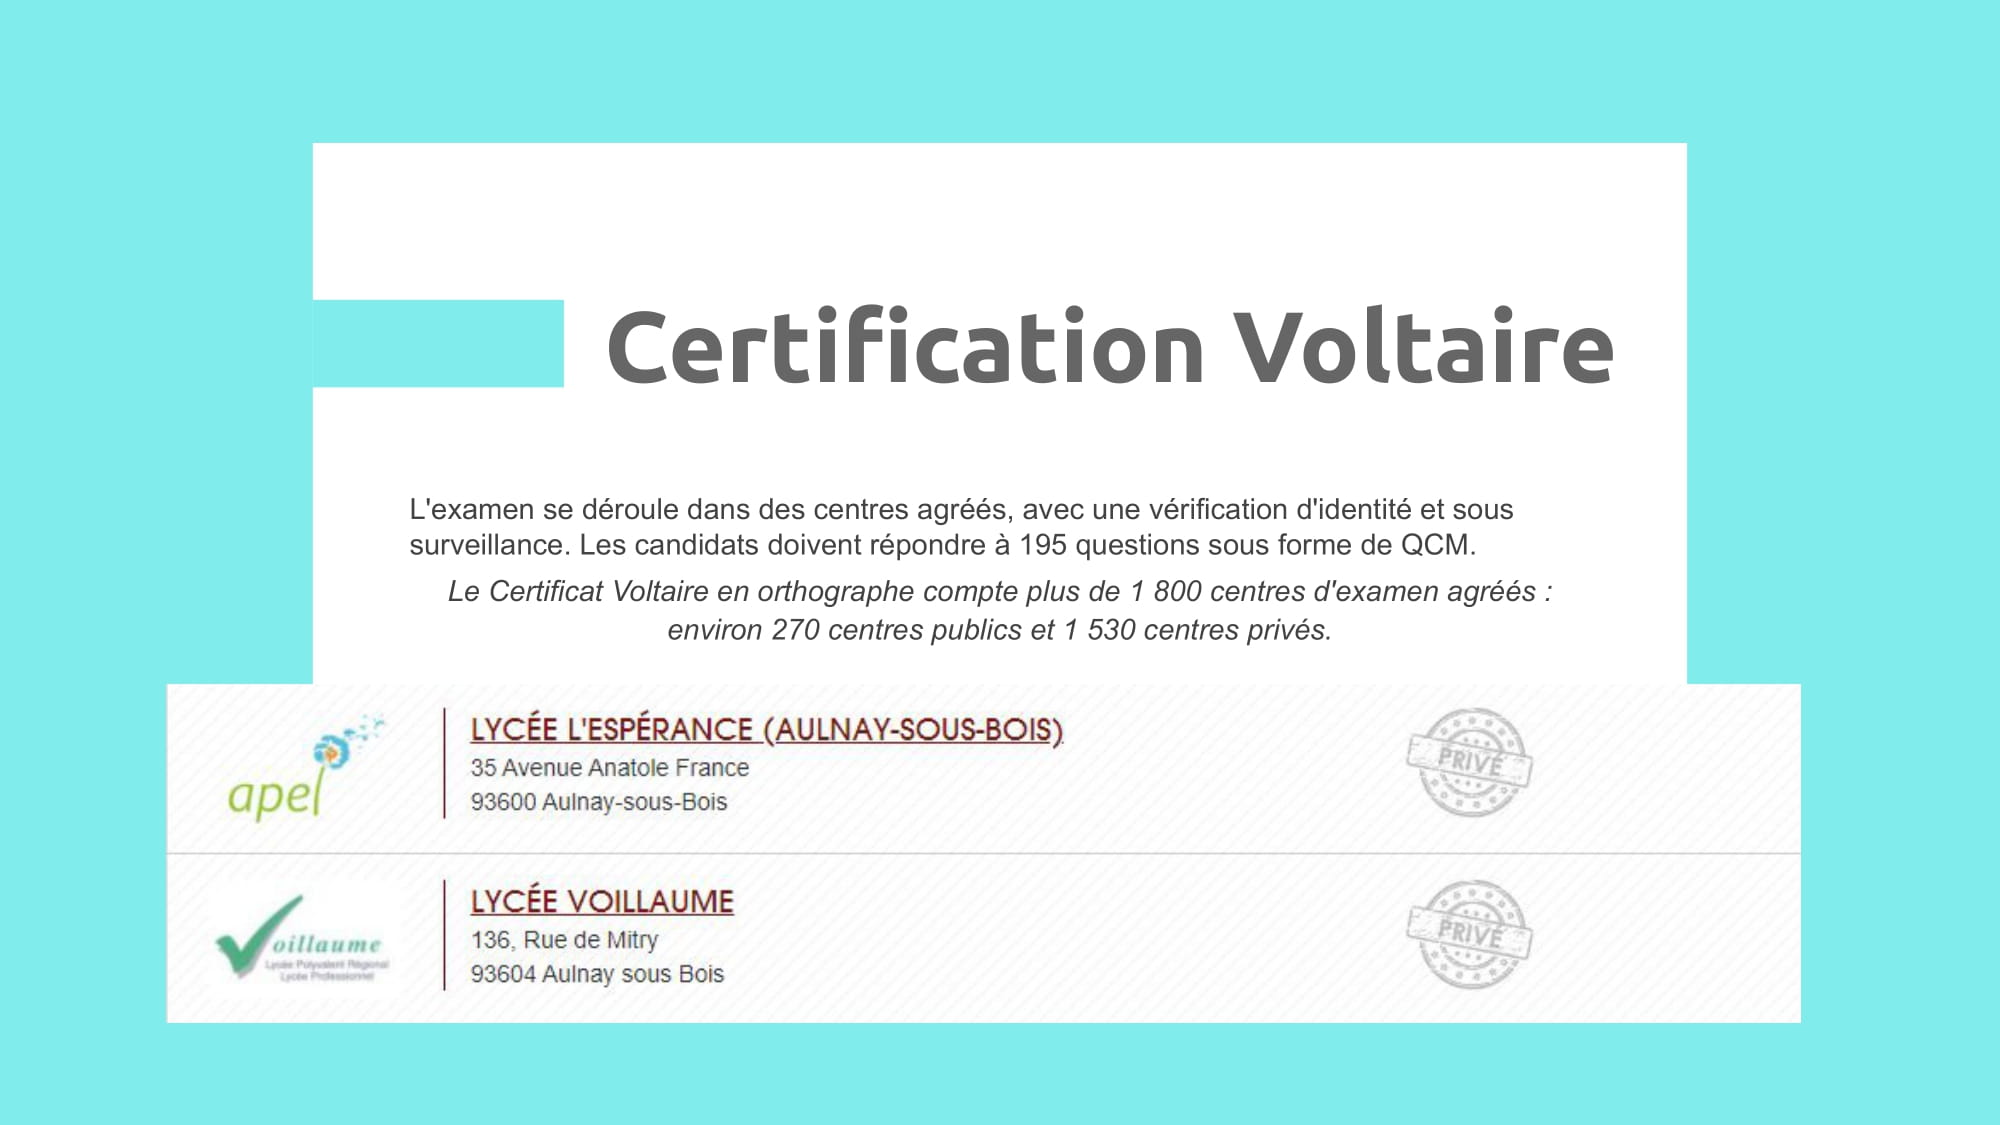 Certification Voltaire
L'examen se déroule dans des centres agréés, avec une vérification d'identité et sous
surveillance. Les candidats doivent répondre à 195 questions sous forme de QCM.
Le Certificat Voltaire en orthographe compte plus de 1 800 centres d'examen agréés :
environ 270 centres publics et 1 530 centres privés.
apel
LYCÉE L'ESPÉRANCE (AULNAY-SOUS-BOIS)
35 Avenue Anatole France
93600 Aulnay-sous-Bois
PRIVÉ
Voillaume
Lycée Polyvalent Régional
Lycée Professionnel
LYCÉE VOILLAUME
136, Rue de Mitry
93604 Aulnay sous Bois
PRIVÉ